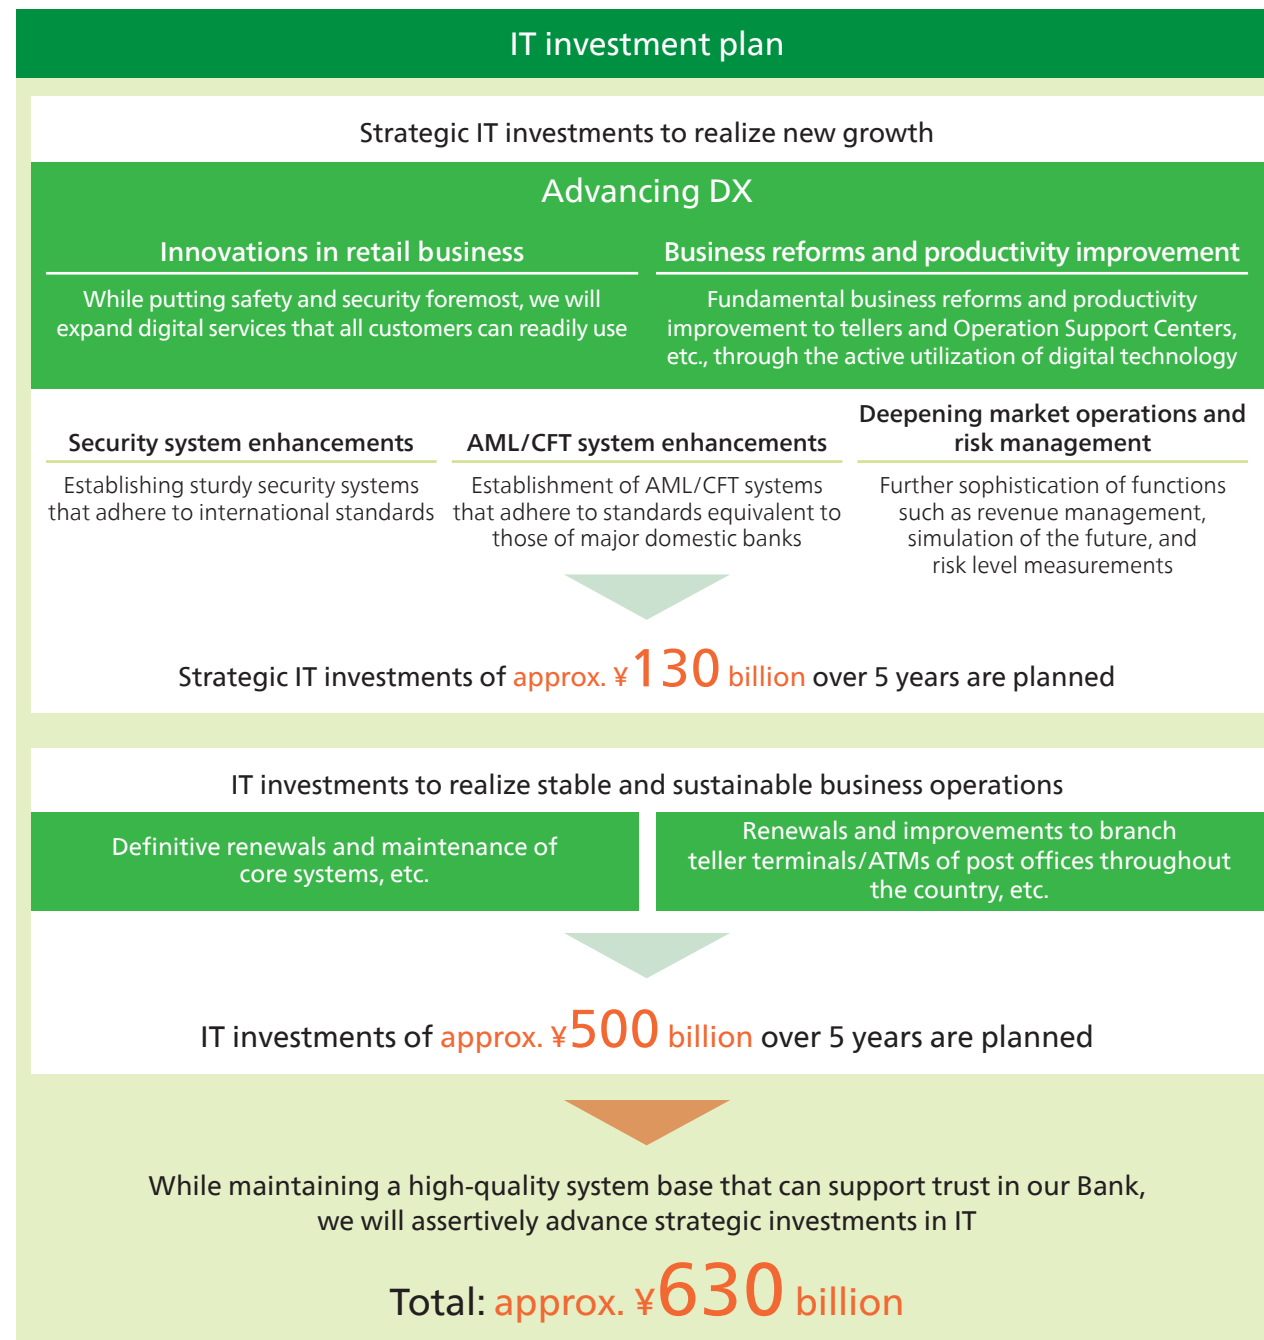 IT investment plan
Strategic IT investments to realize new growth
Advancing DX
Innovations in retail business
While putting safety and security foremost, we will
expand digital services that all customers can readily use
Business reforms and productivity improvement
Fundamental business reforms and productivity
improvement to tellers and Operation Support Centers,
etc., through the active utilization of digital technology
Security system enhancements
Establishing sturdy security systems
that adhere to international standards
AML/CFT system enhancements
Establishment of AML/CFT systems
that adhere to standards equivalent to
those of major domestic banks
Deepening market operations and
risk management
Further sophistication of functions
such as revenue management,
simulation of the future, and
risk level measurements
Strategic IT investments of approx. ¥130 billion over 5 years are planned
IT investments to realize stable and sustainable business operations
Definitive renewals and maintenance of
core systems, etc.
Renewals and improvements to branch
teller terminals/ATMs of post offices throughout
the country, etc.
IT investments of approx. ¥500 billion over 5 years are planned
While maintaining a high-quality system base that can support trust in our Bank,
we will assertively advance strategic investments in IT
Total: approx. ¥630 billion